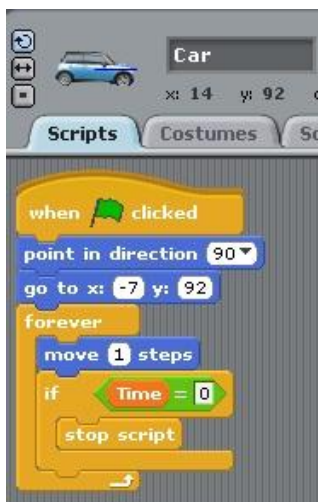 Car
x: 14 y: 92
Scripts Costumes
when clicked
point in direction 90
go to x: -7 y: 92
forever
move 1 steps
if Time = 0
stop script